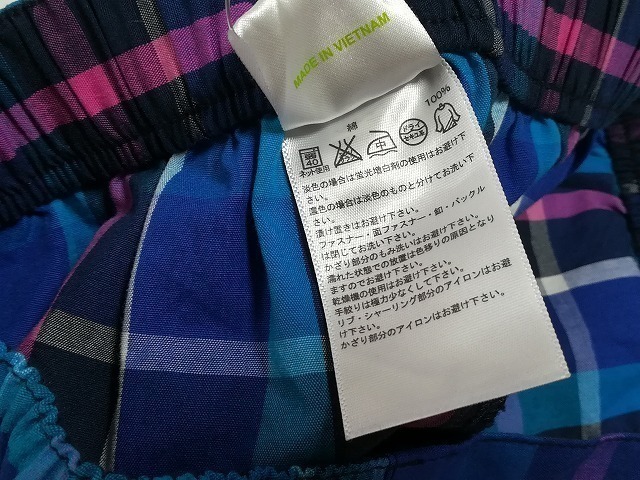 MADE IN VIETNAM
綿 100%
40 中 ドライ セキユ系
ネット使用
淡色の場合は蛍光増白剤の使用はお避け下
さい。
濃色の場合は淡色のものと分けてお洗い下
さい。
漬け置きはお避け下さい。
ファスナー・面ファスナー・釦・バックル
は閉じてお洗い下さい。
かざり部分のもみ洗いはお避け下さい。
濡れた状態での放置は色移りの原因となり
ますのでお避け下さい。
乾燥機の使用はお避け下さい。
手絞りは極力少なくして下さい。
リブ・シャーリング部分のアイロンはお避
け下さい。
かざり部分のアイロンはお避け下さい。